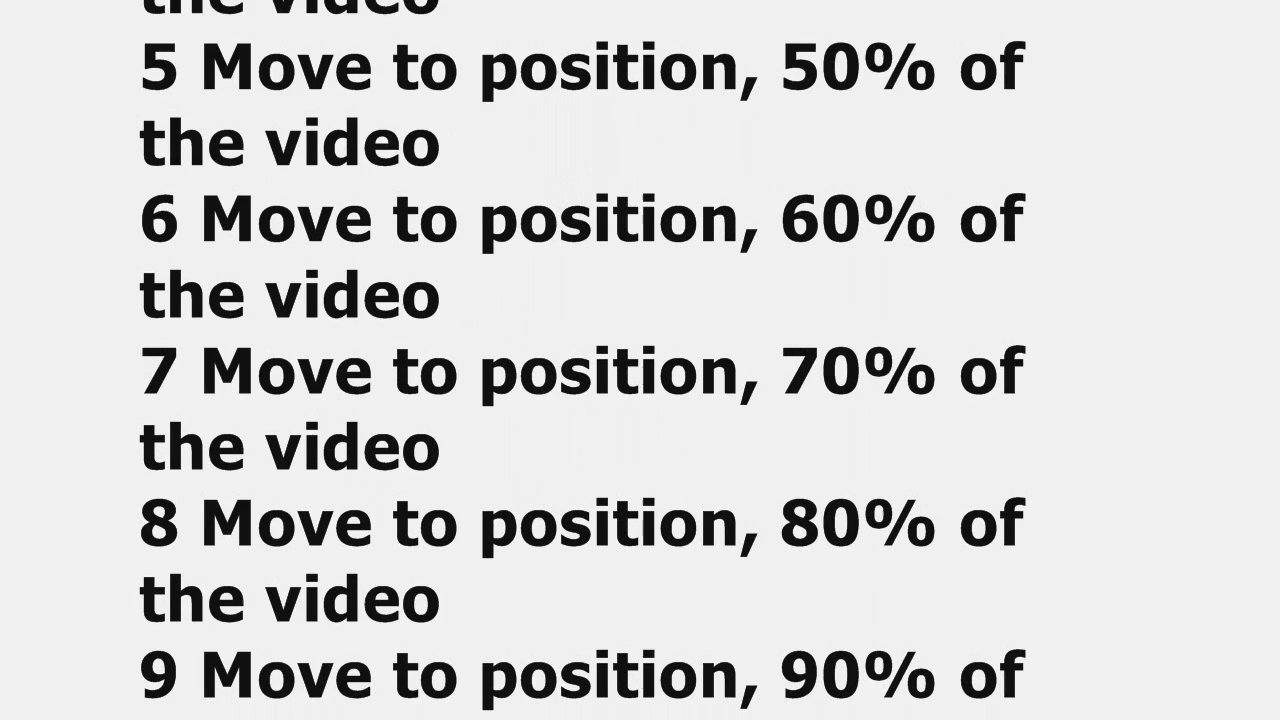 the video
5 Move to position, 50% of
the video
6 Move to position, 60% of
the video
7 Move to position, 70% of
the video
8 Move to position, 80% of
the video
9 Move to position, 90% of